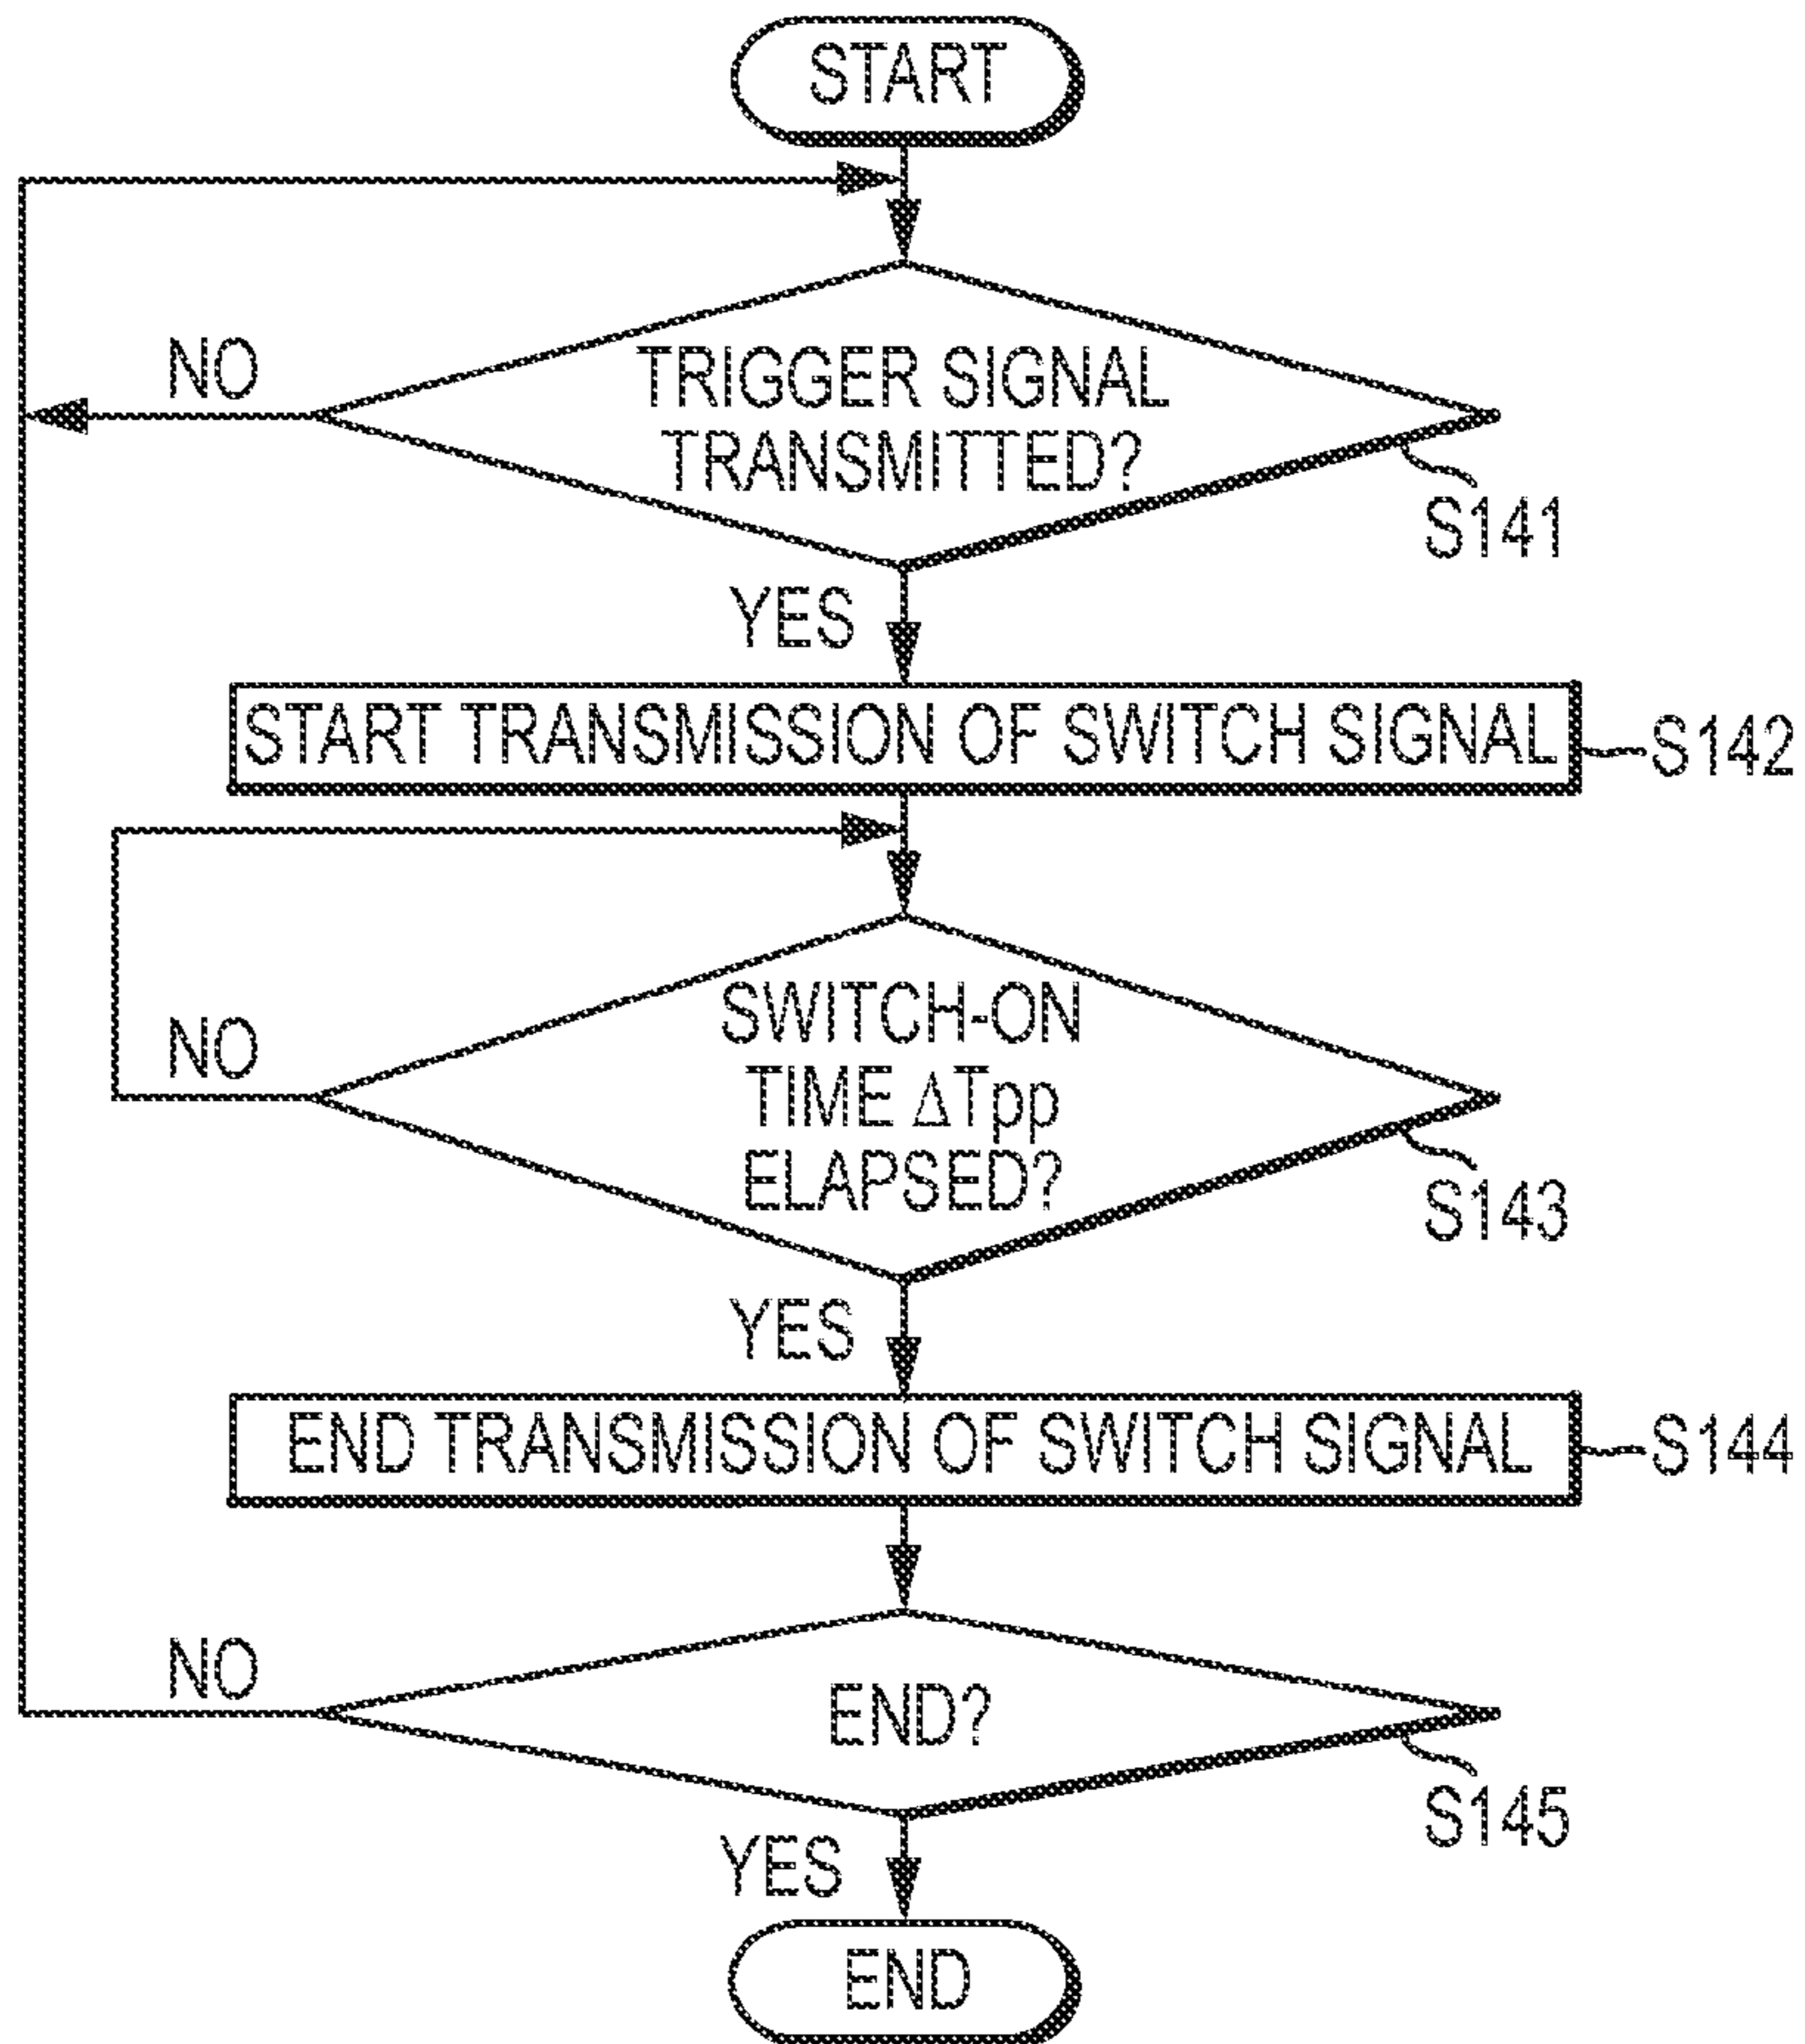 START
NO
TRIGGER SIGNAL
TRANSMITTED?
S141
YES
START TRANSMISSION OF SWITCH SIGNAL
S142
NO
SWITCH-ON
TIME ΔTpp
ELAPSED?
S143
YES
END TRANSMISSION OF SWITCH SIGNAL
S144
NO
END?
S145
YES
END